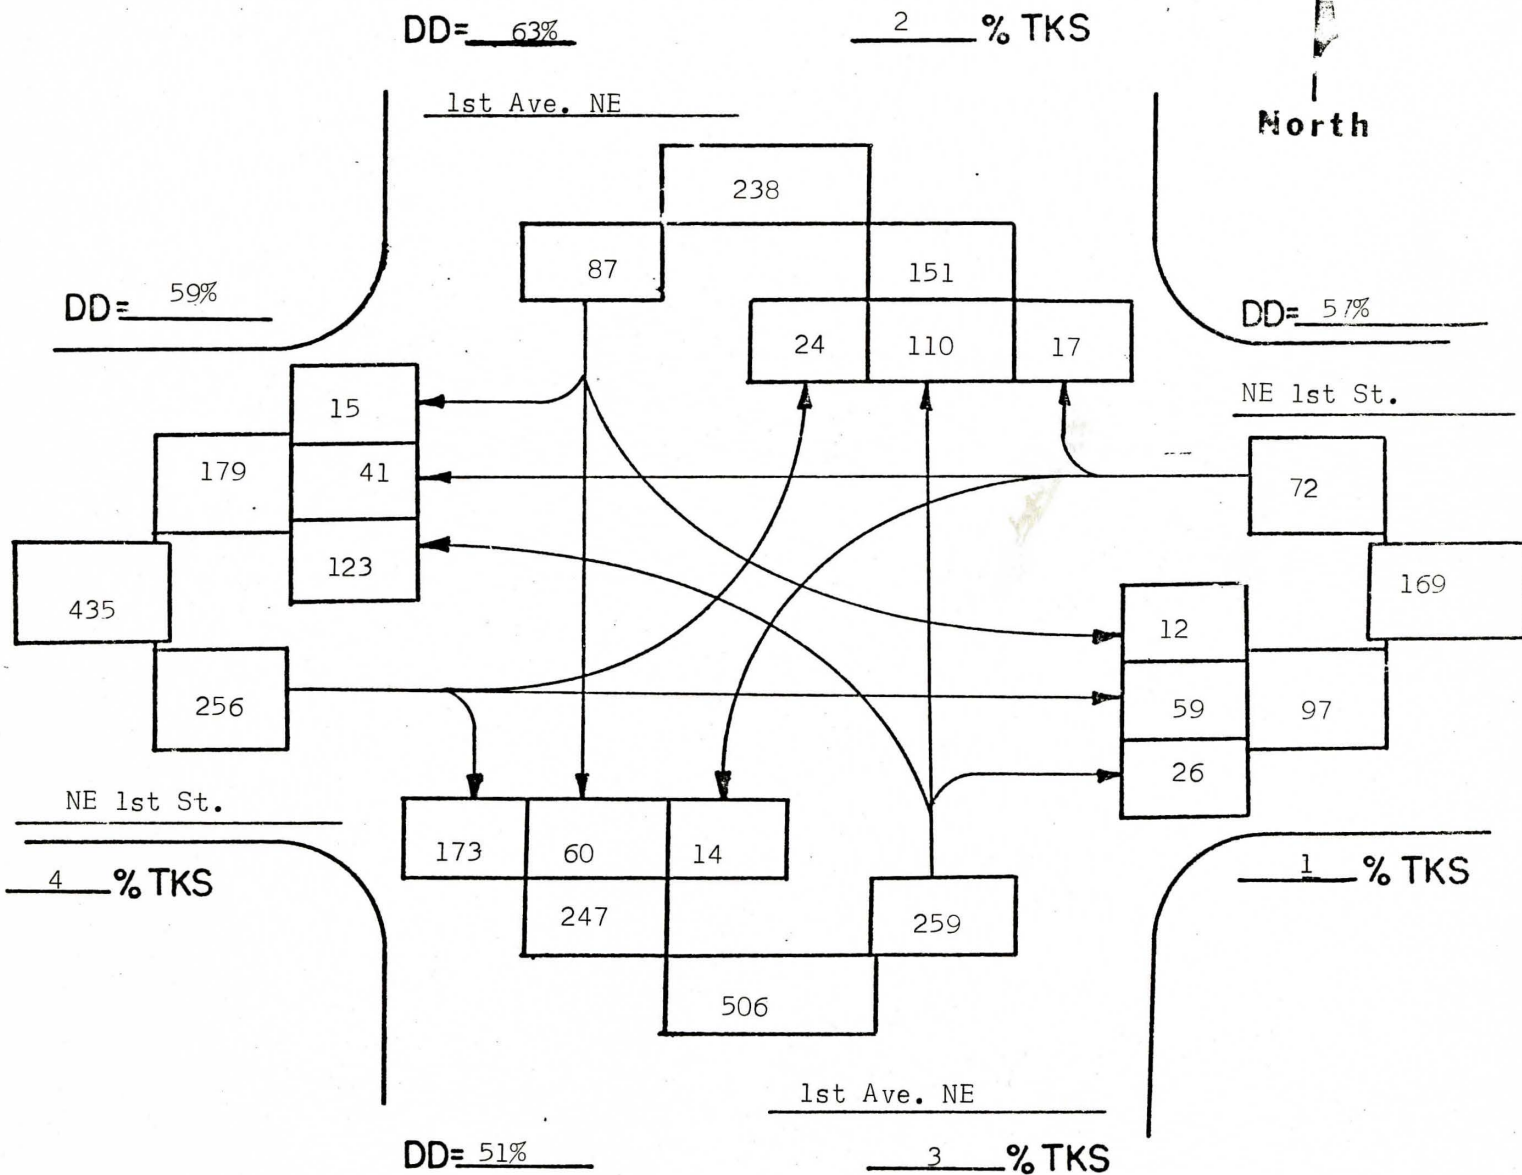 DD= 63%
2 % TKS
1st Ave. NE
North
238
87
151
DD= 59%
DD= 57%
24 110 17
15
NE 1st St.
179 41
72
123
435
169
12
256
59 97
26
NE 1st St.
173 60 14
4 % TKS
1 % TKS
247
259
506
1st Ave. NE
DD= 51%
3 % TKS